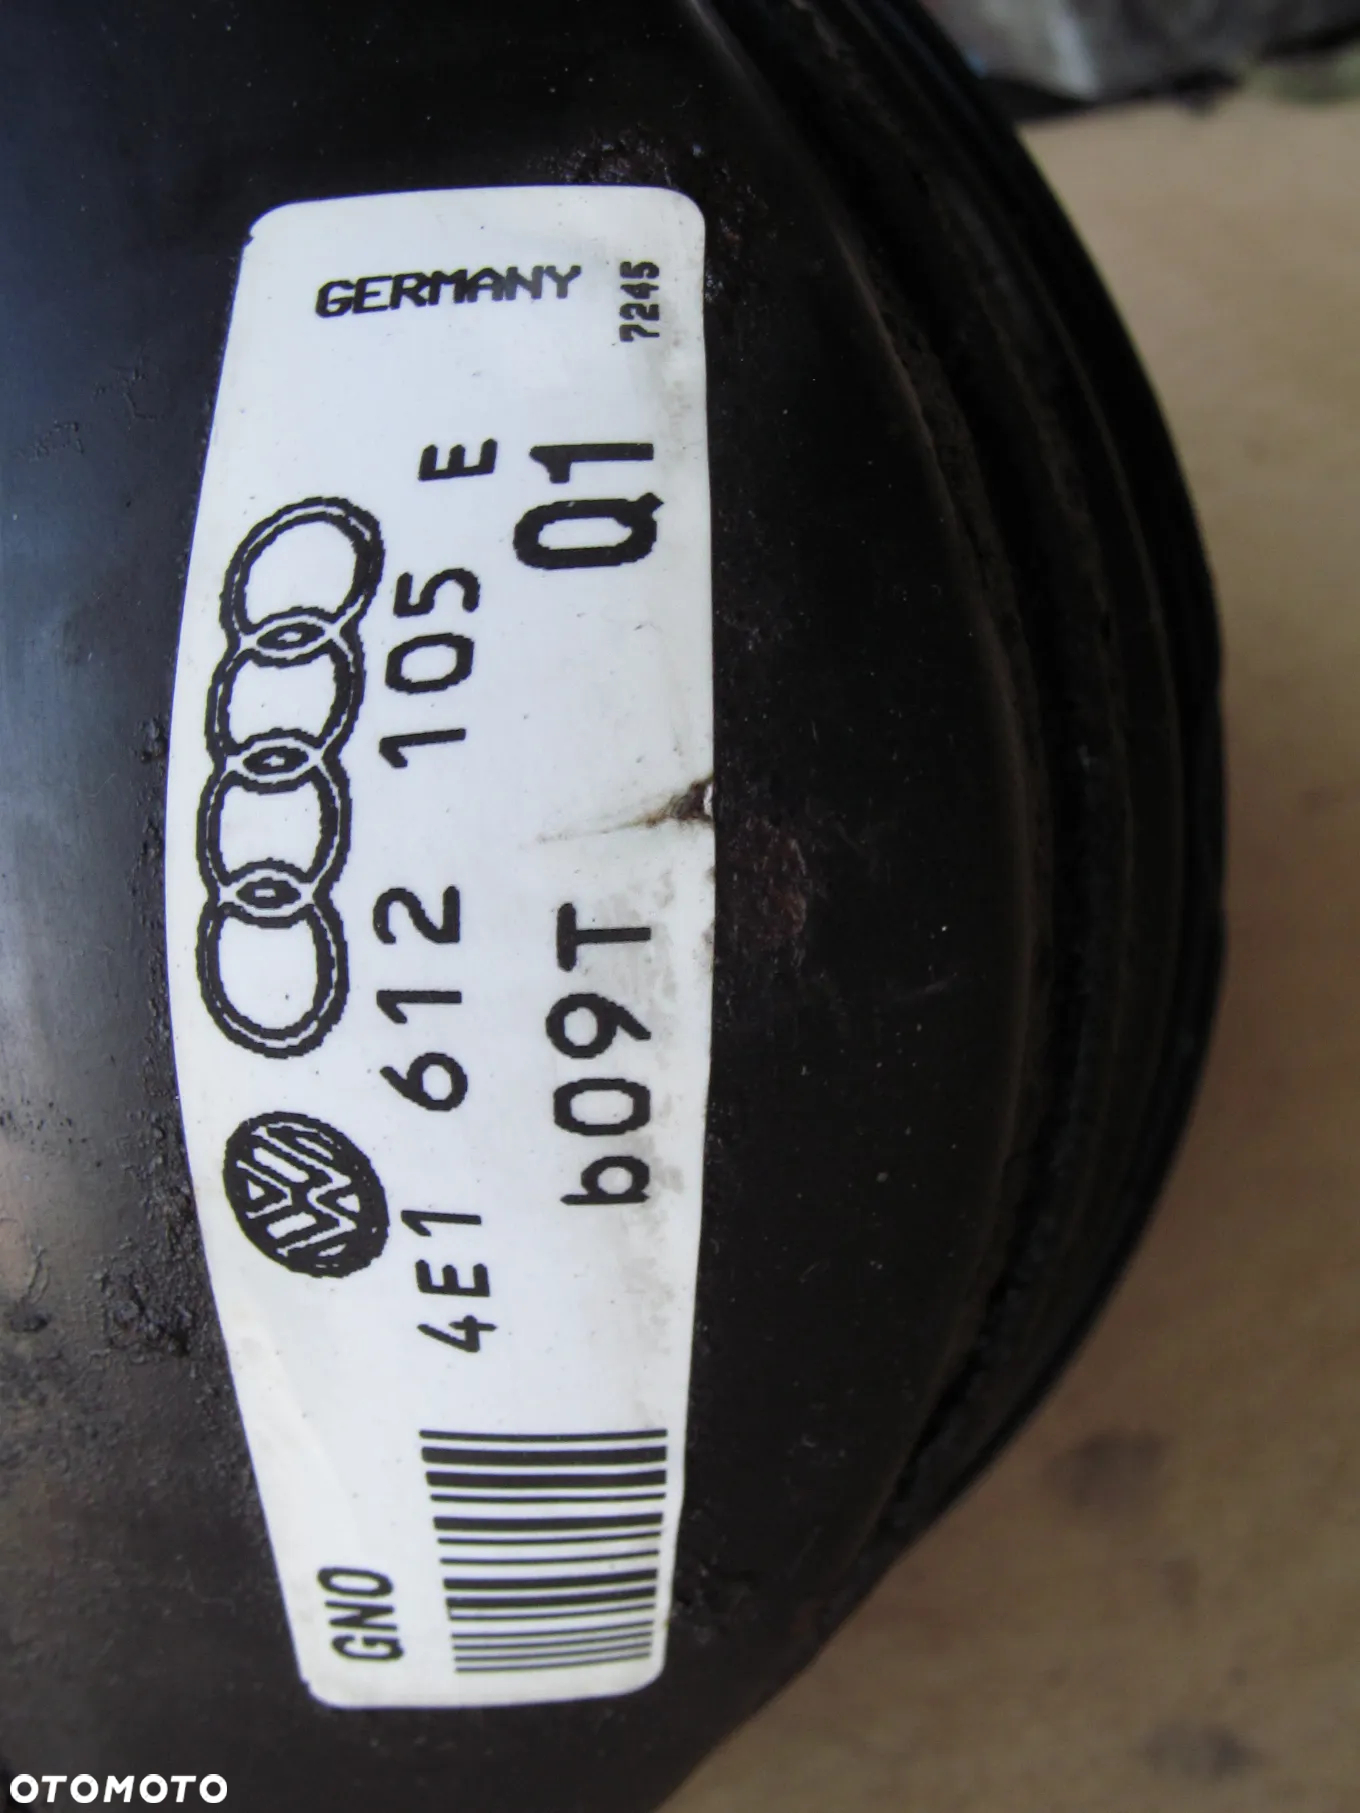 GERMANY
7245
4E1 612 105 E
b09T Q1
GNO
OTOMOTO